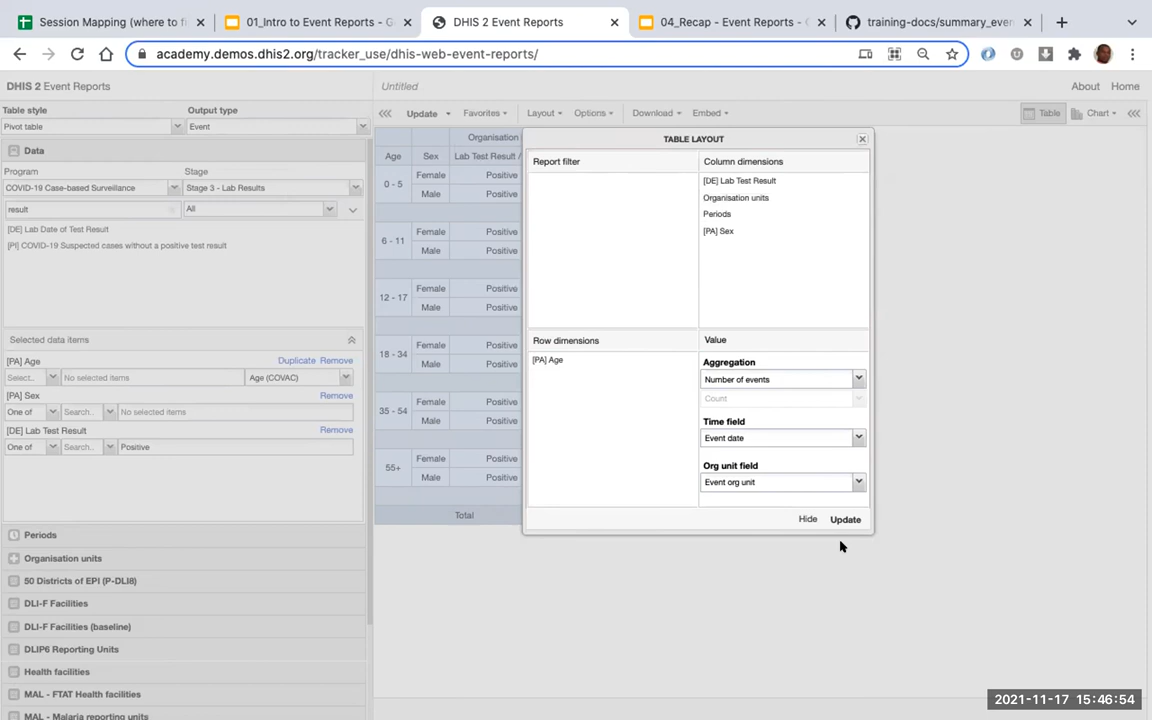 Session Mapping (where to fi
01_Intro to Event Reports - G
DHIS 2 Event Reports
04_Recap - Event Reports - G
training-docs/summary_even
academy.demos.dhis2.org/tracker_use/dhis-web-event-reports/
DHIS 2 Event Reports
Untitled
About Home
Table style Output type
Pivot table Event
Update Favorites Layout Options Download Embed Table Chart
Data
Program Stage
COVID-19 Case-based Surveillance Stage 3 - Lab Results
result All
[DE] Lab Date of Test Result
[PI] COVID-19 Suspected cases without a positive test result
Selected data items
[PA] Age Duplicate Remove
Select.. No selected items Age (COVAC)
[PA] Sex Remove
One of Search.. No selected items
[DE] Lab Test Result Remove
One of Search.. Positive
Periods
Organisation units
50 Districts of EPI (P-DLI8)
DLI-F Facilities
DLI-F Facilities (baseline)
DLIP6 Reporting Units
Health facilities
MAL - FTAT Health facilities
MAL - Malaria reporting units
Organisation
Age Sex Lab Test Result /
0 - 5 Female Positive
Male Positive
6 - 11 Female Positive
Male Positive
12 - 17 Female Positive
Male Positive
18 - 34 Female Positive
Male Positive
35 - 54 Female Positive
Male Positive
55+ Female Positive
Male Positive
Total
TABLE LAYOUT
Report filter
Column dimensions
[DE] Lab Test Result
Organisation units
Periods
[PA] Sex
Row dimensions
[PA] Age
Value
Aggregation
Number of events
Count
Time field
Event date
Org unit field
Event org unit
Hide Update
2021-11-17 15:46:54